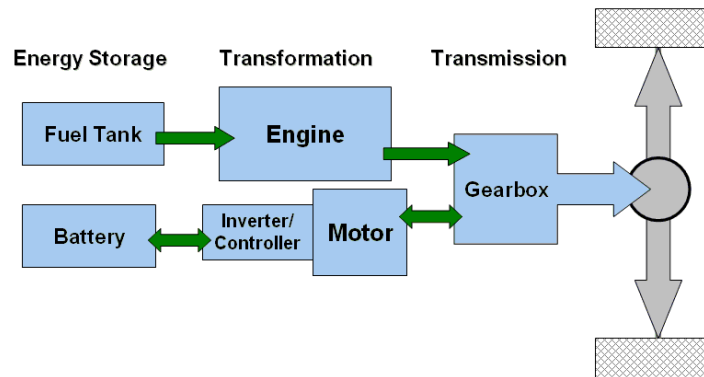 Energy Storage
Transformation
Transmission
Fuel Tank
Engine
Gearbox
Battery
Inverter/
Controller
Motor